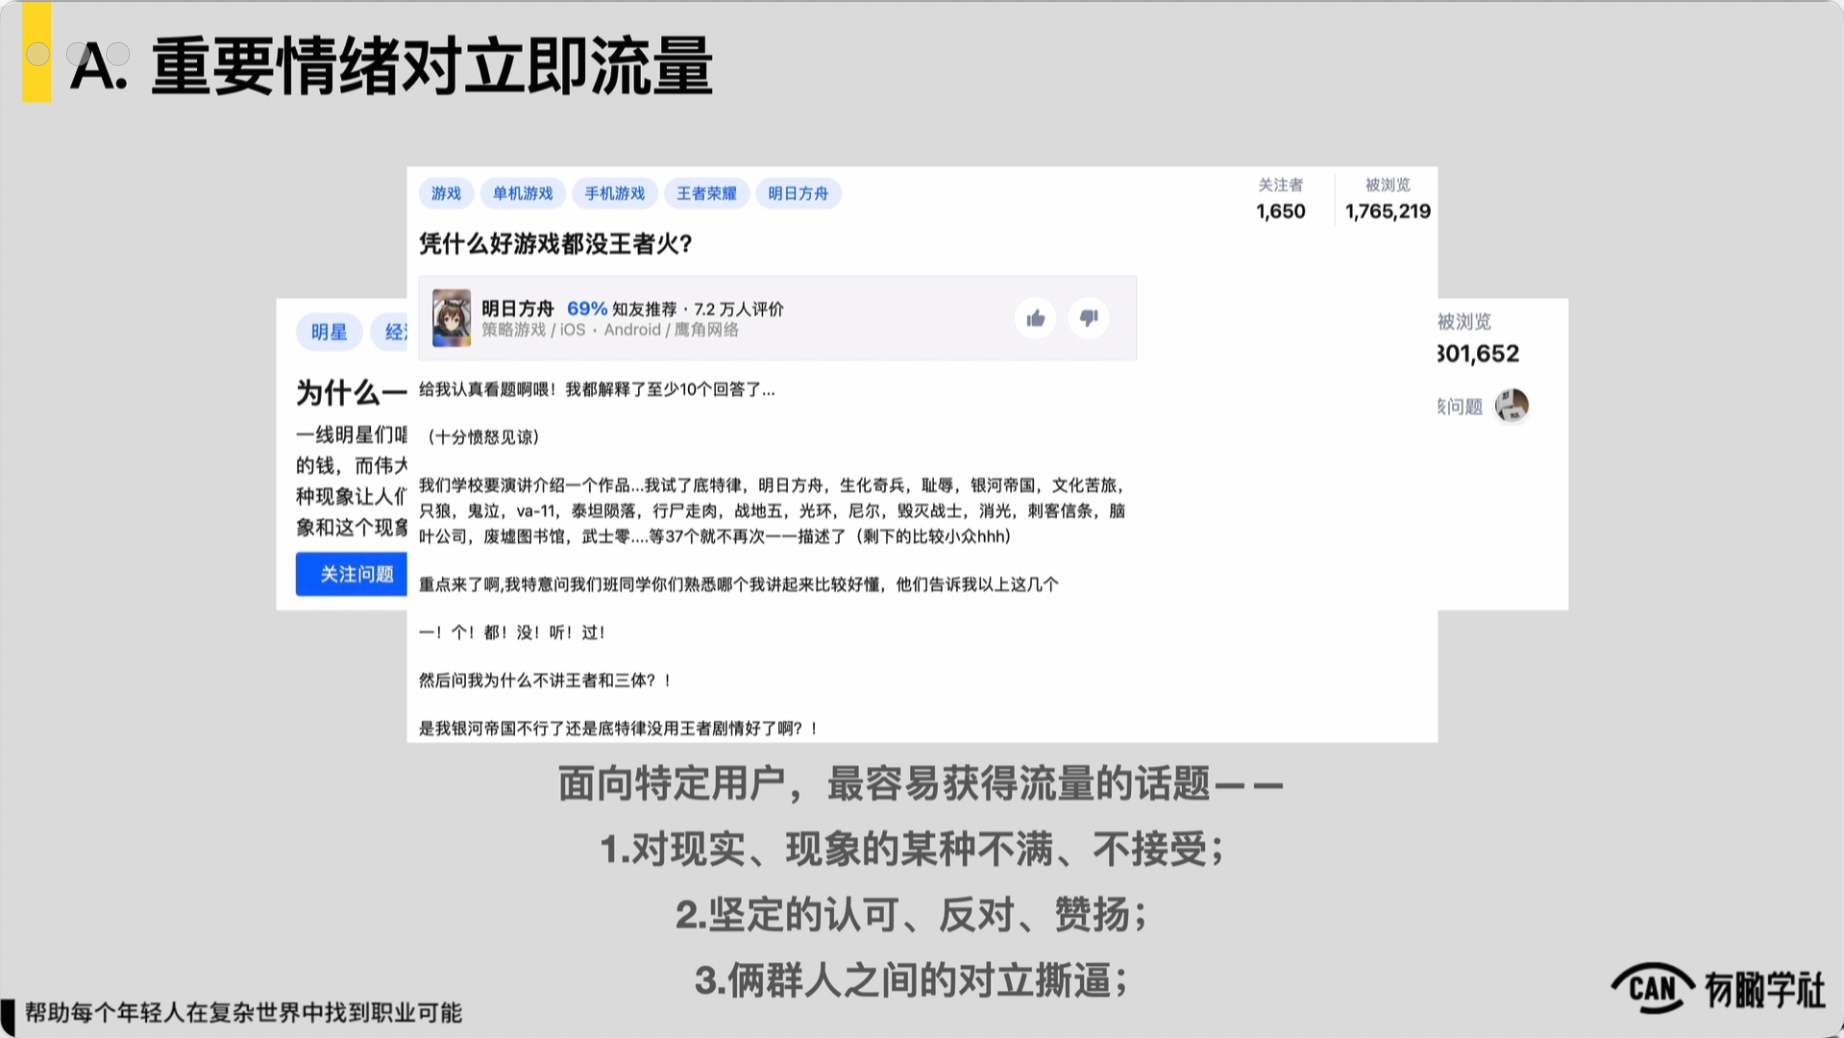 A. 重要情绪对立即流量
游戏 单机游戏 手机游戏 王者荣耀 明日方舟
关注者 被浏览
1,650 1,765,219
凭什么好游戏都没王者火?
明日方舟 69% 知友推荐 · 7.2 万人评价
策略游戏 / iOS · Android / 鹰角网络
给我认真看题啊喂！我都解释了至少10个回答了...
（十分愤怒见谅）
我们学校要演讲介绍一个作品...我试了底特律，明日方舟，生化奇兵，耻辱，银河帝国，文化苦旅，
只狼，鬼泣，va-11，泰坦陨落，行尸走肉，战地五，光环，尼尔，毁灭战士，消光，刺客信条，脑
叶公司，废墟图书馆，武士零....等37个就不再次一一描述了（剩下的比较小众hhh）
重点来了啊,我特意问我们班同学你们熟悉哪个我讲起来比较好懂，他们告诉我以上这几个
一！个！都！没！听！过！
然后问我为什么不讲王者和三体？！
是我银河帝国不行了还是底特律没用王者剧情好了啊？！
明星 经
为什么一
一线明星们唱
的钱，而伟大
种现象让人们
象和这个现象
关注问题
被浏览
301,652
该问题
面向特定用户，最容易获得流量的话题——
1.对现实、现象的某种不满、不接受；
2.坚定的认可、反对、赞扬；
3.俩群人之间的对立撕逼；
帮助每个年轻人在复杂世界中找到职业可能
CAN 有瞰学社